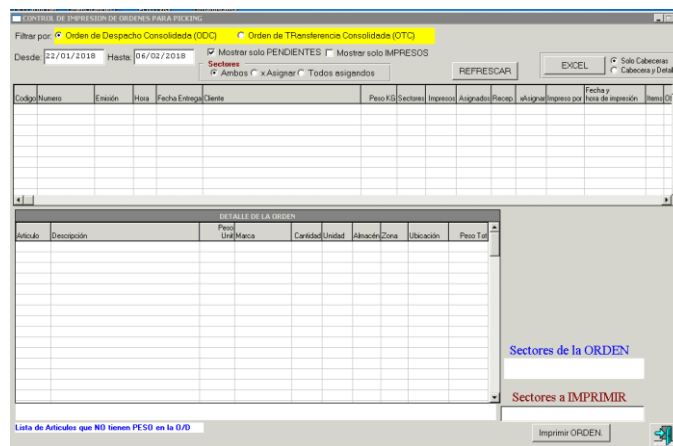 CONTROL DE IMPRESION DE ORDENES PARA PICKING
Filtrar por: Orden de Despacho Consolidada (ODC) Orden de TRansferencia Consolidada (OTC)
Desde: 22/01/2018 Hasta: 06/02/2018 Mostrar solo PENDIENTES Mostrar solo IMPRESOS
Sectores
Ambos x Asignar Todos asigandos
REFRESCAR
EXCEL
Solo Cabeceras
Cabecera y Detal
Codigo Numero Emisión Hora Fecha Entrega Cliente Peso KG Sectores Impresos Asignados Recep. xAsignar Impreso por Fecha y hora de impresión Items
DETALLE DE LA ORDEN
Articulo Descripción Peso Unit Marca Cantidad Unidad Almacén Zona Ubicación Peso Tot
Sectores de la ORDEN
Sectores a IMPRIMIR
Lista de Articulos que NO tienen PESO en la O/D
Imprimir ORDEN.